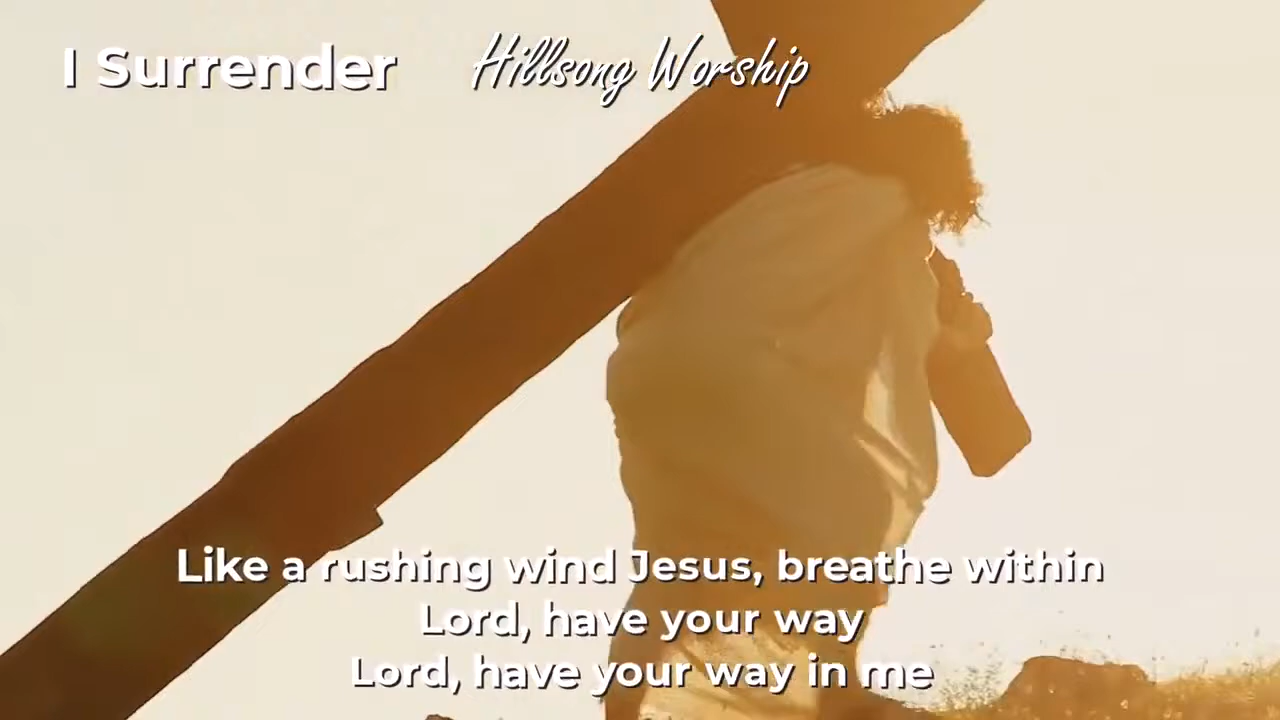 I Surrender Hillsong Worship
Like a rushing wind Jesus, breathe within
Lord, have your way
Lord, have your way in me